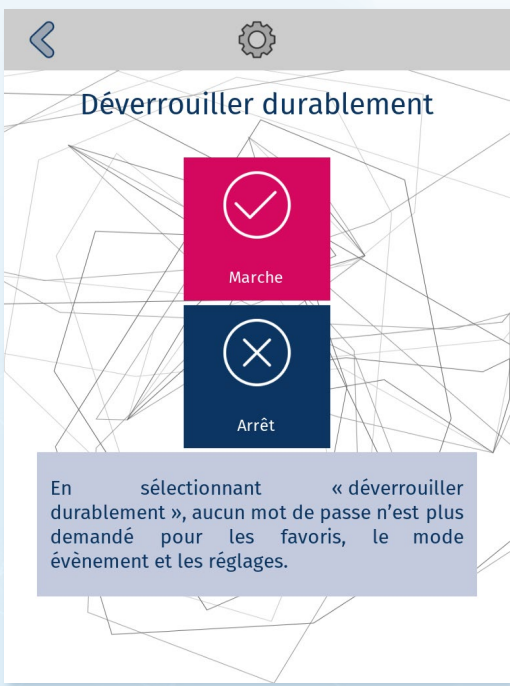 Déverrouiller durablement
Marche
Arrêt
En sélectionnant « déverrouiller
durablement », aucun mot de passe n’est plus
demandé pour les favoris, le mode
évènement et les réglages.